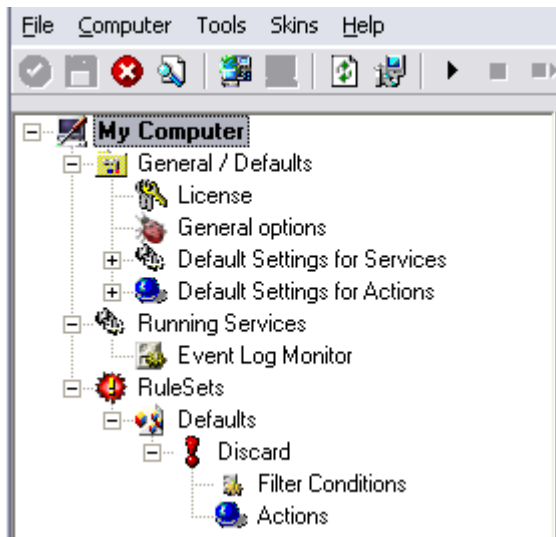 File Computer Tools Skins Help
My Computer
General / Defaults
License
General options
Default Settings for Services
Default Settings for Actions
Running Services
Event Log Monitor
RuleSets
Defaults
Discard
Filter Conditions
Actions